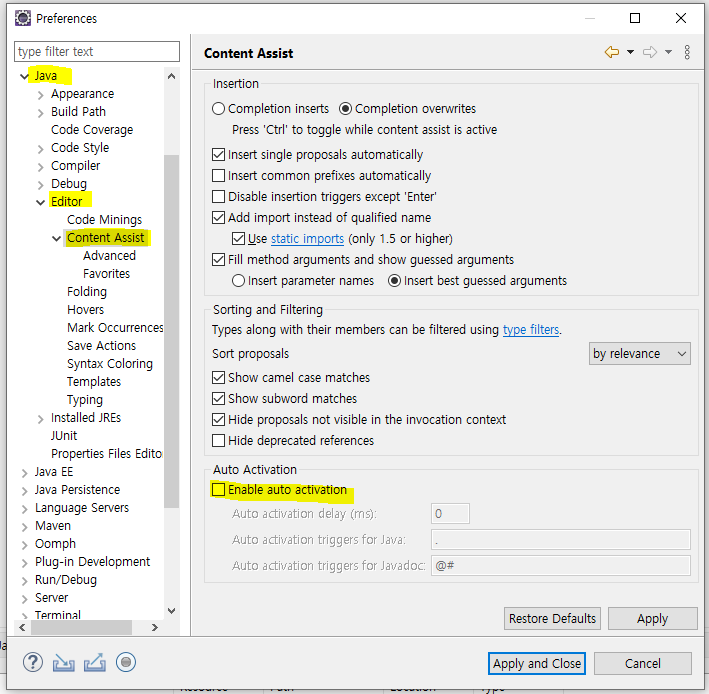 Preferences
type filter text
Java
Appearance
Build Path
Code Coverage
Code Style
Compiler
Debug
Editor
Code Minings
Content Assist
Advanced
Favorites
Folding
Hovers
Mark Occurrences
Save Actions
Syntax Coloring
Templates
Typing
Installed JREs
JUnit
Properties Files Edito
Java EE
Java Persistence
Language Servers
Maven
Oomph
Plug-in Development
Run/Debug
Server
Terminal
Content Assist
Insertion
Completion inserts Completion overwrites
Press 'Ctrl' to toggle while content assist is active
Insert single proposals automatically
Insert common prefixes automatically
Disable insertion triggers except 'Enter'
Add import instead of qualified name
Use static imports (only 1.5 or higher)
Fill method arguments and show guessed arguments
Insert parameter names Insert best guessed arguments
Sorting and Filtering
Types along with their members can be filtered using type filters.
Sort proposals by relevance
Show camel case matches
Show subword matches
Hide proposals not visible in the invocation context
Hide deprecated references
Auto Activation
Enable auto activation
Auto activation delay (ms): 0
Auto activation triggers for Java: .
Auto activation triggers for Javadoc: @#
Restore Defaults Apply
? Apply and Close Cancel
Ja
Resource Path Location Type